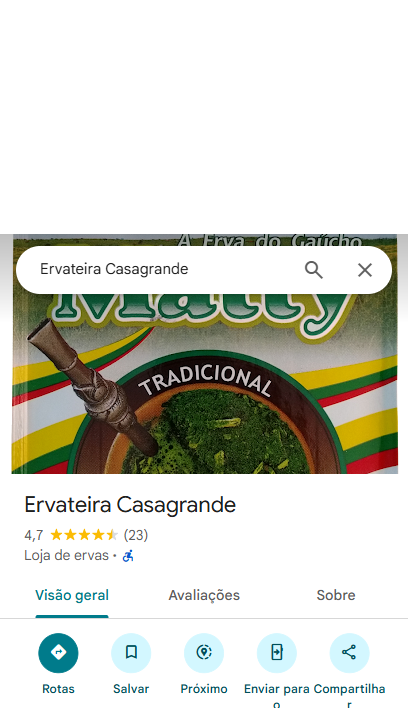 A Erva do Gaúcho
Ervateira Casagrande
Matty
TRADICIONAL
Ervateira Casagrande
4,7 (23)
Loja de ervas ·
Visão geral Avaliações Sobre
Rotas Salvar Próximo Enviar para o Compartilhar